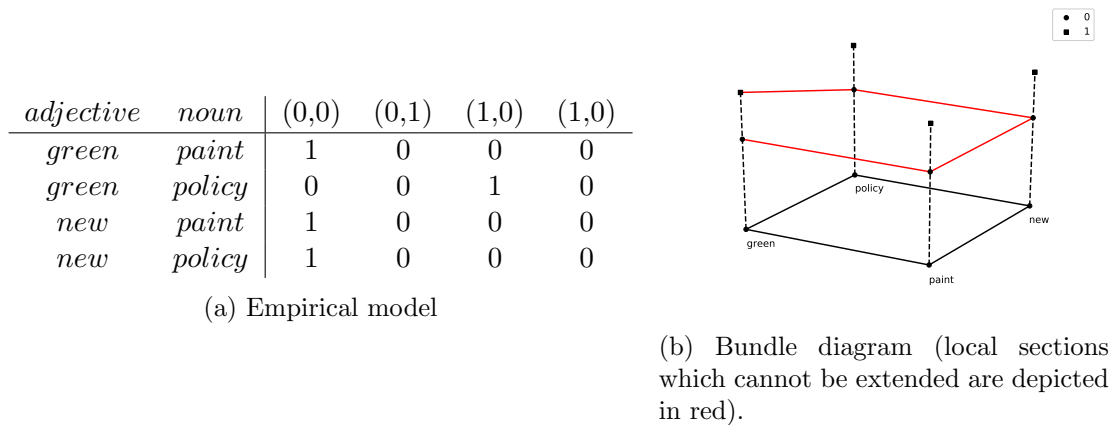 adjective noun (0,0) (0,1) (1,0) (1,0)
green paint 1 0 0 0
green policy 0 0 1 0
new paint 1 0 0 0
new policy 1 0 0 0
(a) Empirical model
0
1
policy
new
green
paint
(b) Bundle diagram (local sections
which cannot be extended are depicted
in red).